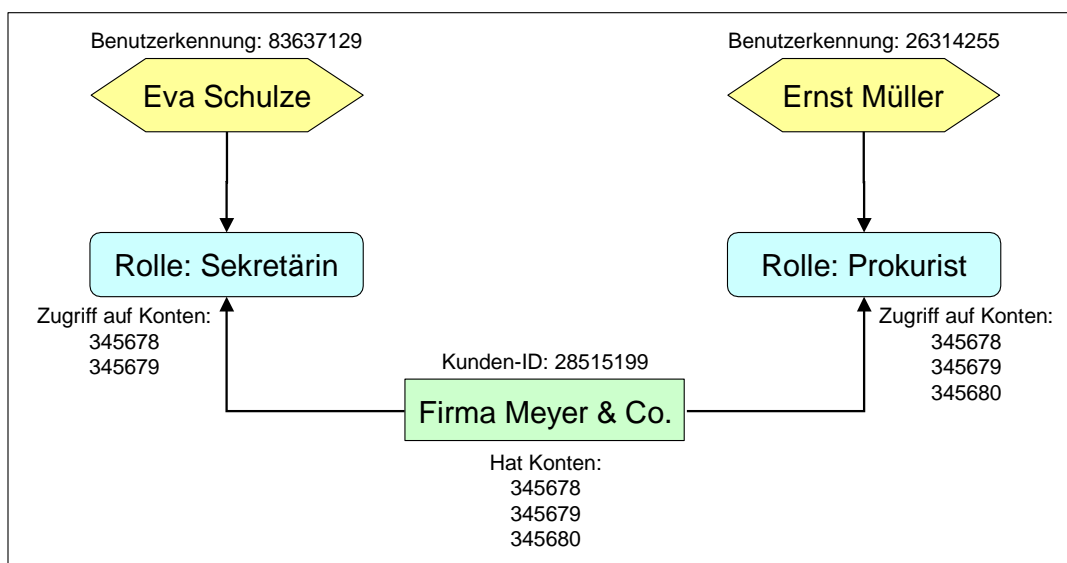 Benutzerkennung: 83637129
Eva Schulze
Benutzerkennung: 26314255
Ernst Müller
Rolle: Sekretärin
Zugriff auf Konten:
345678
345679
Rolle: Prokurist
Zugriff auf Konten:
345678
345679
345680
Kunden-ID: 28515199
Firma Meyer & Co.
Hat Konten:
345678
345679
345680